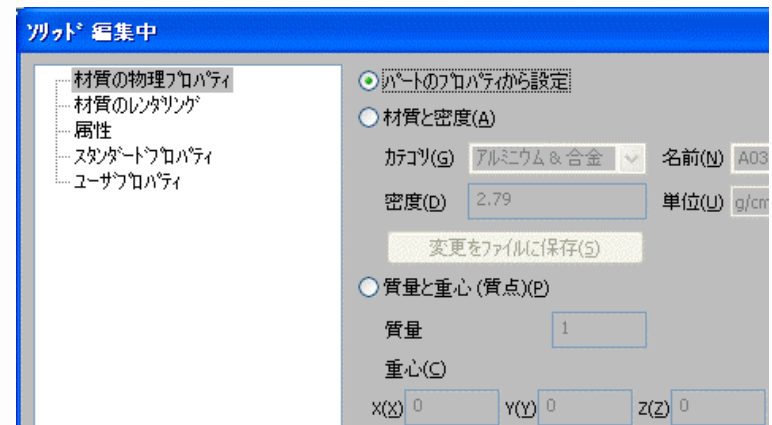 ソリッド編集中
材質の物理プロパティ
材質のレンダリング
属性
スタンダードプロパティ
ユーザプロパティ
パートのプロパティから設定
材質と密度(A)
カテゴリ(G) アルミニウム & 合金 名前(N) A03
密度(D) 2.79 単位(U) g/cm
変更をファイルに保存(S)
質量と重心 (質点)(P)
質量 1
重心(C)
X(X) 0 Y(Y) 0 Z(Z) 0